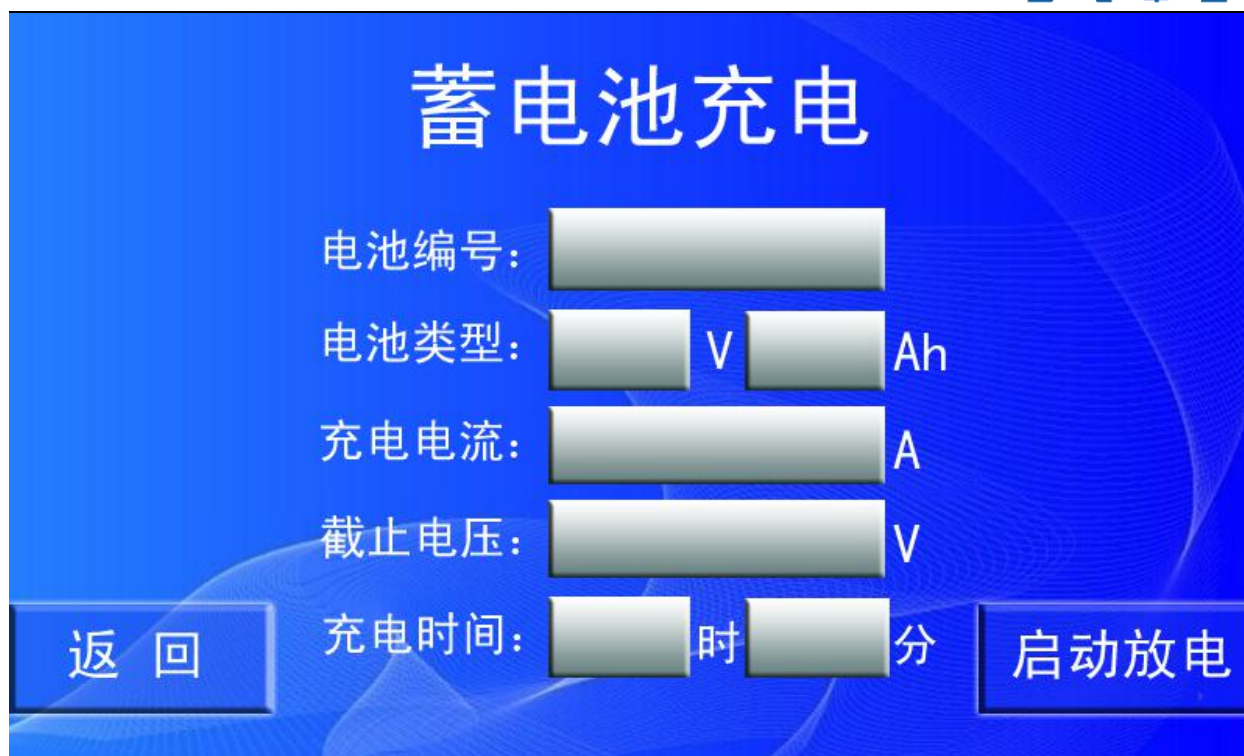 蓄电池充电
电池编号：
电池类型： V Ah
充电电流： A
截止电压： V
充电时间： 时 分
返 回
启动放电